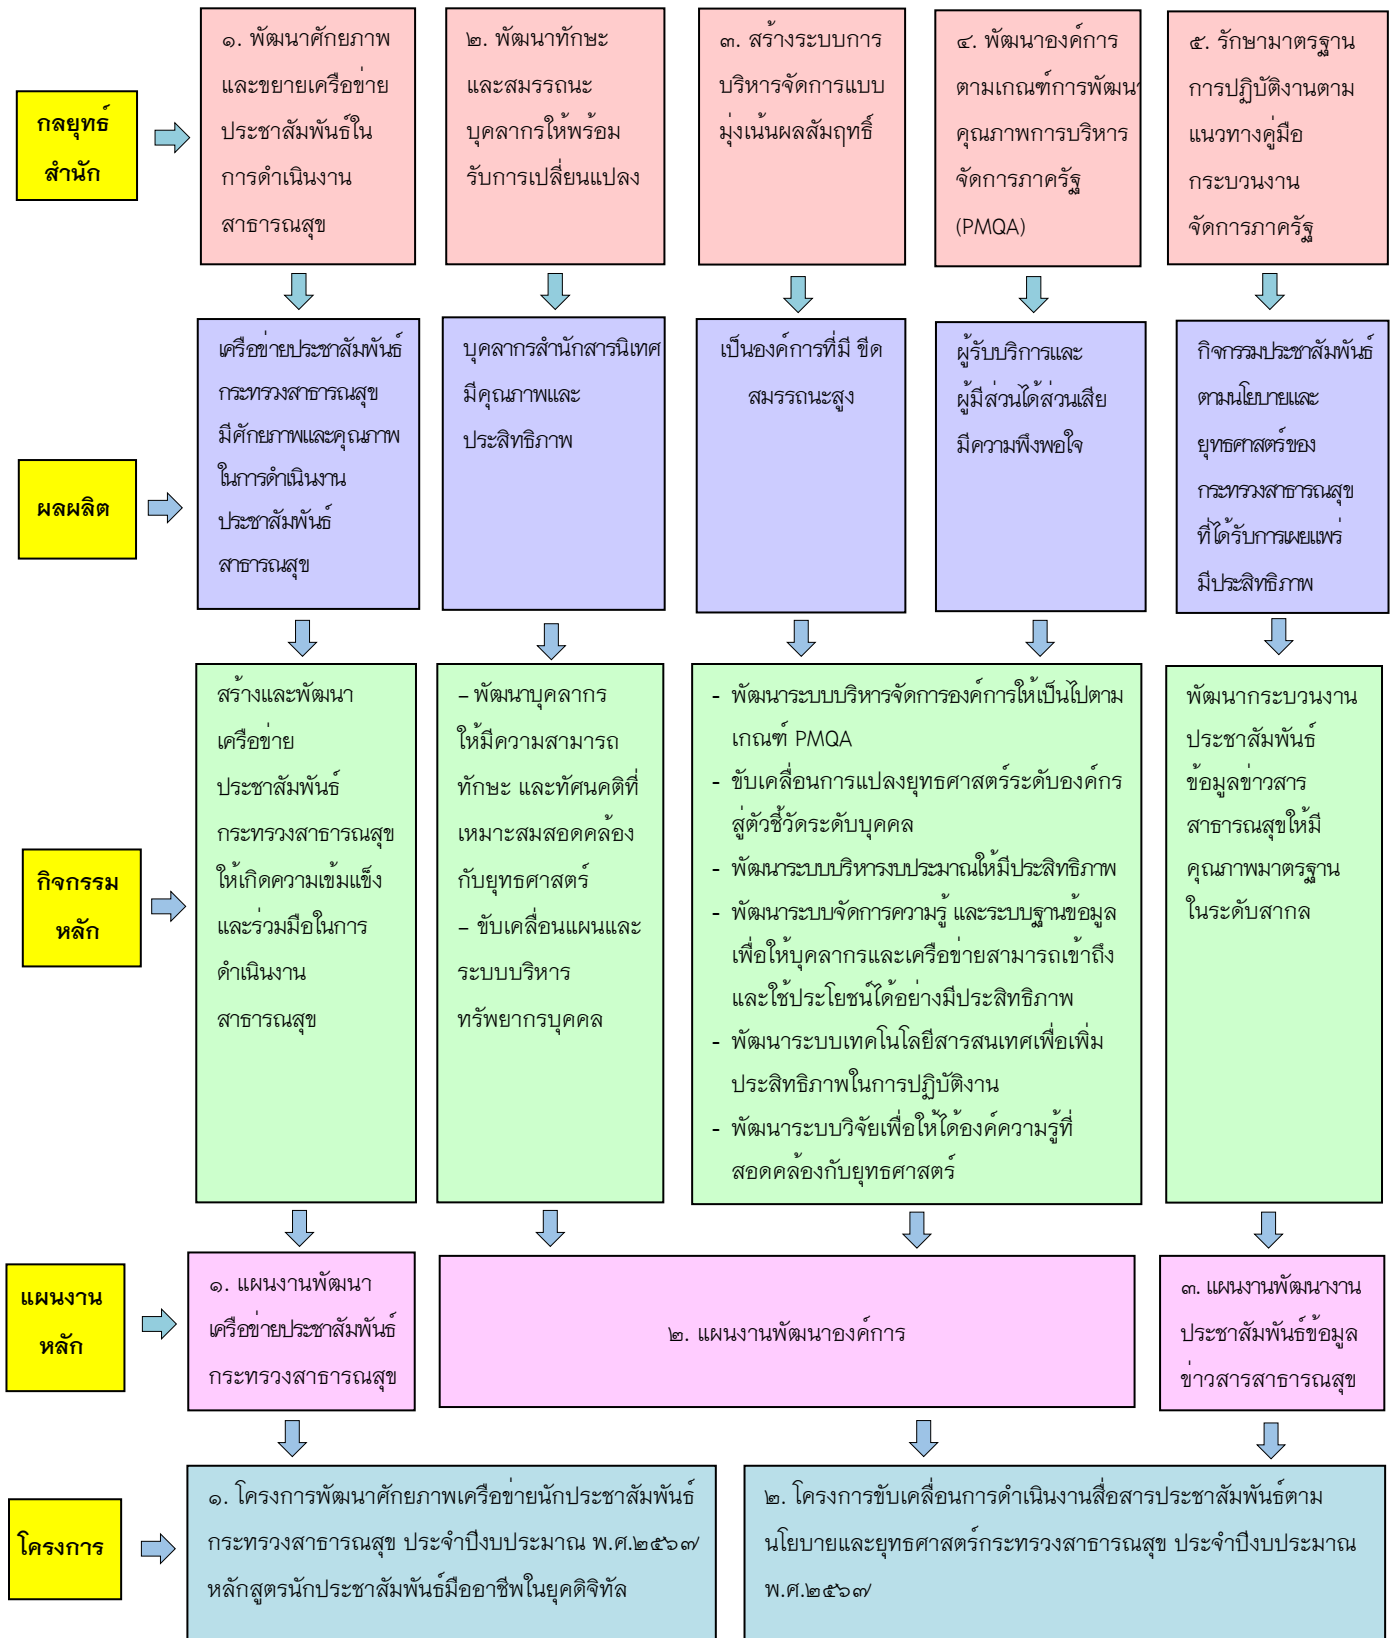 กลยุทธ์
สำนัก
๑. พัฒนาศักยภาพ
และขยายเครือข่าย
ประชาสัมพันธ์ใน
การดำเนินงาน
สาธารณสุข
๒. พัฒนาทักษะ
และสมรรถนะ
บุคลากรให้พร้อม
รับการเปลี่ยนแปลง
๓. สร้างระบบการ
บริหารจัดการแบบ
มุ่งเน้นผลสัมฤทธิ์
๔. พัฒนาองค์การ
ตามเกณฑ์การพัฒนา
คุณภาพการบริหาร
จัดการภาครัฐ
(PMQA)
๕. รักษามาตรฐาน
การปฏิบัติงานตาม
แนวทางคู่มือ
กระบวนงาน
จัดการภาครัฐ
ผลผลิต
เครือข่ายประชาสัมพันธ์
กระทรวงสาธารณสุข
มีศักยภาพและคุณภาพ
ในการดำเนินงาน
ประชาสัมพันธ์
สาธารณสุข
บุคลากรสำนักสารนิเทศ
มีคุณภาพและ
ประสิทธิภาพ
เป็นองค์การที่มี ขีด
สมรรถนะสูง
ผู้รับบริการและ
ผู้มีส่วนได้ส่วนเสีย
มีความพึงพอใจ
กิจกรรมประชาสัมพันธ์
ตามนโยบายและ
ยุทธศาสตร์ของ
กระทรวงสาธารณสุข
ที่ได้รับการเผยแพร่
มีประสิทธิภาพ
กิจกรรม
หลัก
สร้างและพัฒนา
เครือข่าย
ประชาสัมพันธ์
กระทรวงสาธารณสุข
ให้เกิดความเข้มแข็ง
และร่วมมือในการ
ดำเนินงาน
สาธารณสุข
– พัฒนาบุคลากร
ให้มีความสามารถ
ทักษะ และทัศนคติที่
เหมาะสมสอดคล้อง
กับยุทธศาสตร์
– ขับเคลื่อนแผนและ
ระบบบริหาร
ทรัพยากรบุคคล
- พัฒนาระบบบริหารจัดการองค์การให้เป็นไปตาม
เกณฑ์ PMQA
- ขับเคลื่อนการแปลงยุทธศาสตร์ระดับองค์กร
สู่ตัวชี้วัดระดับบุคคล
- พัฒนาระบบบริหารงบประมาณให้มีประสิทธิภาพ
- พัฒนาระบบจัดการความรู้ และระบบฐานข้อมูล
เพื่อให้บุคลากรและเครือข่ายสามารถเข้าถึง
และใช้ประโยชน์ได้อย่างมีประสิทธิภาพ
- พัฒนาระบบเทคโนโลยีสารสนเทศเพื่อเพิ่ม
ประสิทธิภาพในการปฏิบัติงาน
- พัฒนาระบบวิจัยเพื่อให้ได้องค์ความรู้ที่
สอดคล้องกับยุทธศาสตร์
พัฒนากระบวนงาน
ประชาสัมพันธ์
ข้อมูลข่าวสาร
สาธารณสุขให้มี
คุณภาพมาตรฐาน
ในระดับสากล
แผนงาน
หลัก
๑. แผนงานพัฒนา
เครือข่ายประชาสัมพันธ์
กระทรวงสาธารณสุข
๒. แผนงานพัฒนาองค์การ
๓. แผนงานพัฒนางาน
ประชาสัมพันธ์ข้อมูล
ข่าวสารสาธารณสุข
โครงการ
๑. โครงการพัฒนาศักยภาพเครือข่ายนักประชาสัมพันธ์
กระทรวงสาธารณสุข ประจำปีงบประมาณ พ.ศ.๒๕๖๗
หลักสูตรนักประชาสัมพันธ์มืออาชีพในยุคดิจิทัล
๒. โครงการขับเคลื่อนการดำเนินงานสื่อสารประชาสัมพันธ์ตาม
นโยบายและยุทธศาสตร์กระทรวงสาธารณสุข ประจำปีงบประมาณ
พ.ศ.๒๕๖๗